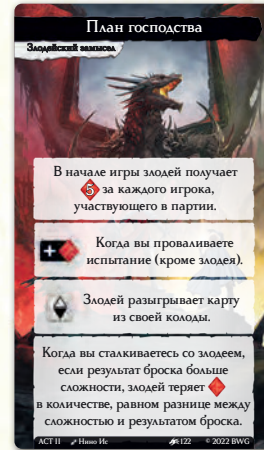 План господства
Злодейский замысел
В начале игры злодей получает
5 за каждого игрока,
участвующего в партии.
+ Когда вы проваливаете
испытание (кроме злодея).
Злодей разыгрывает карту
из своей колоды.
Когда вы сталкиваетесь со злодеем,
если результат броска больше
сложности, злодей теряет
в количестве, равном разнице между
сложностью и результатом броска.
ACT II Нино Ис 122 © 2022 BWG